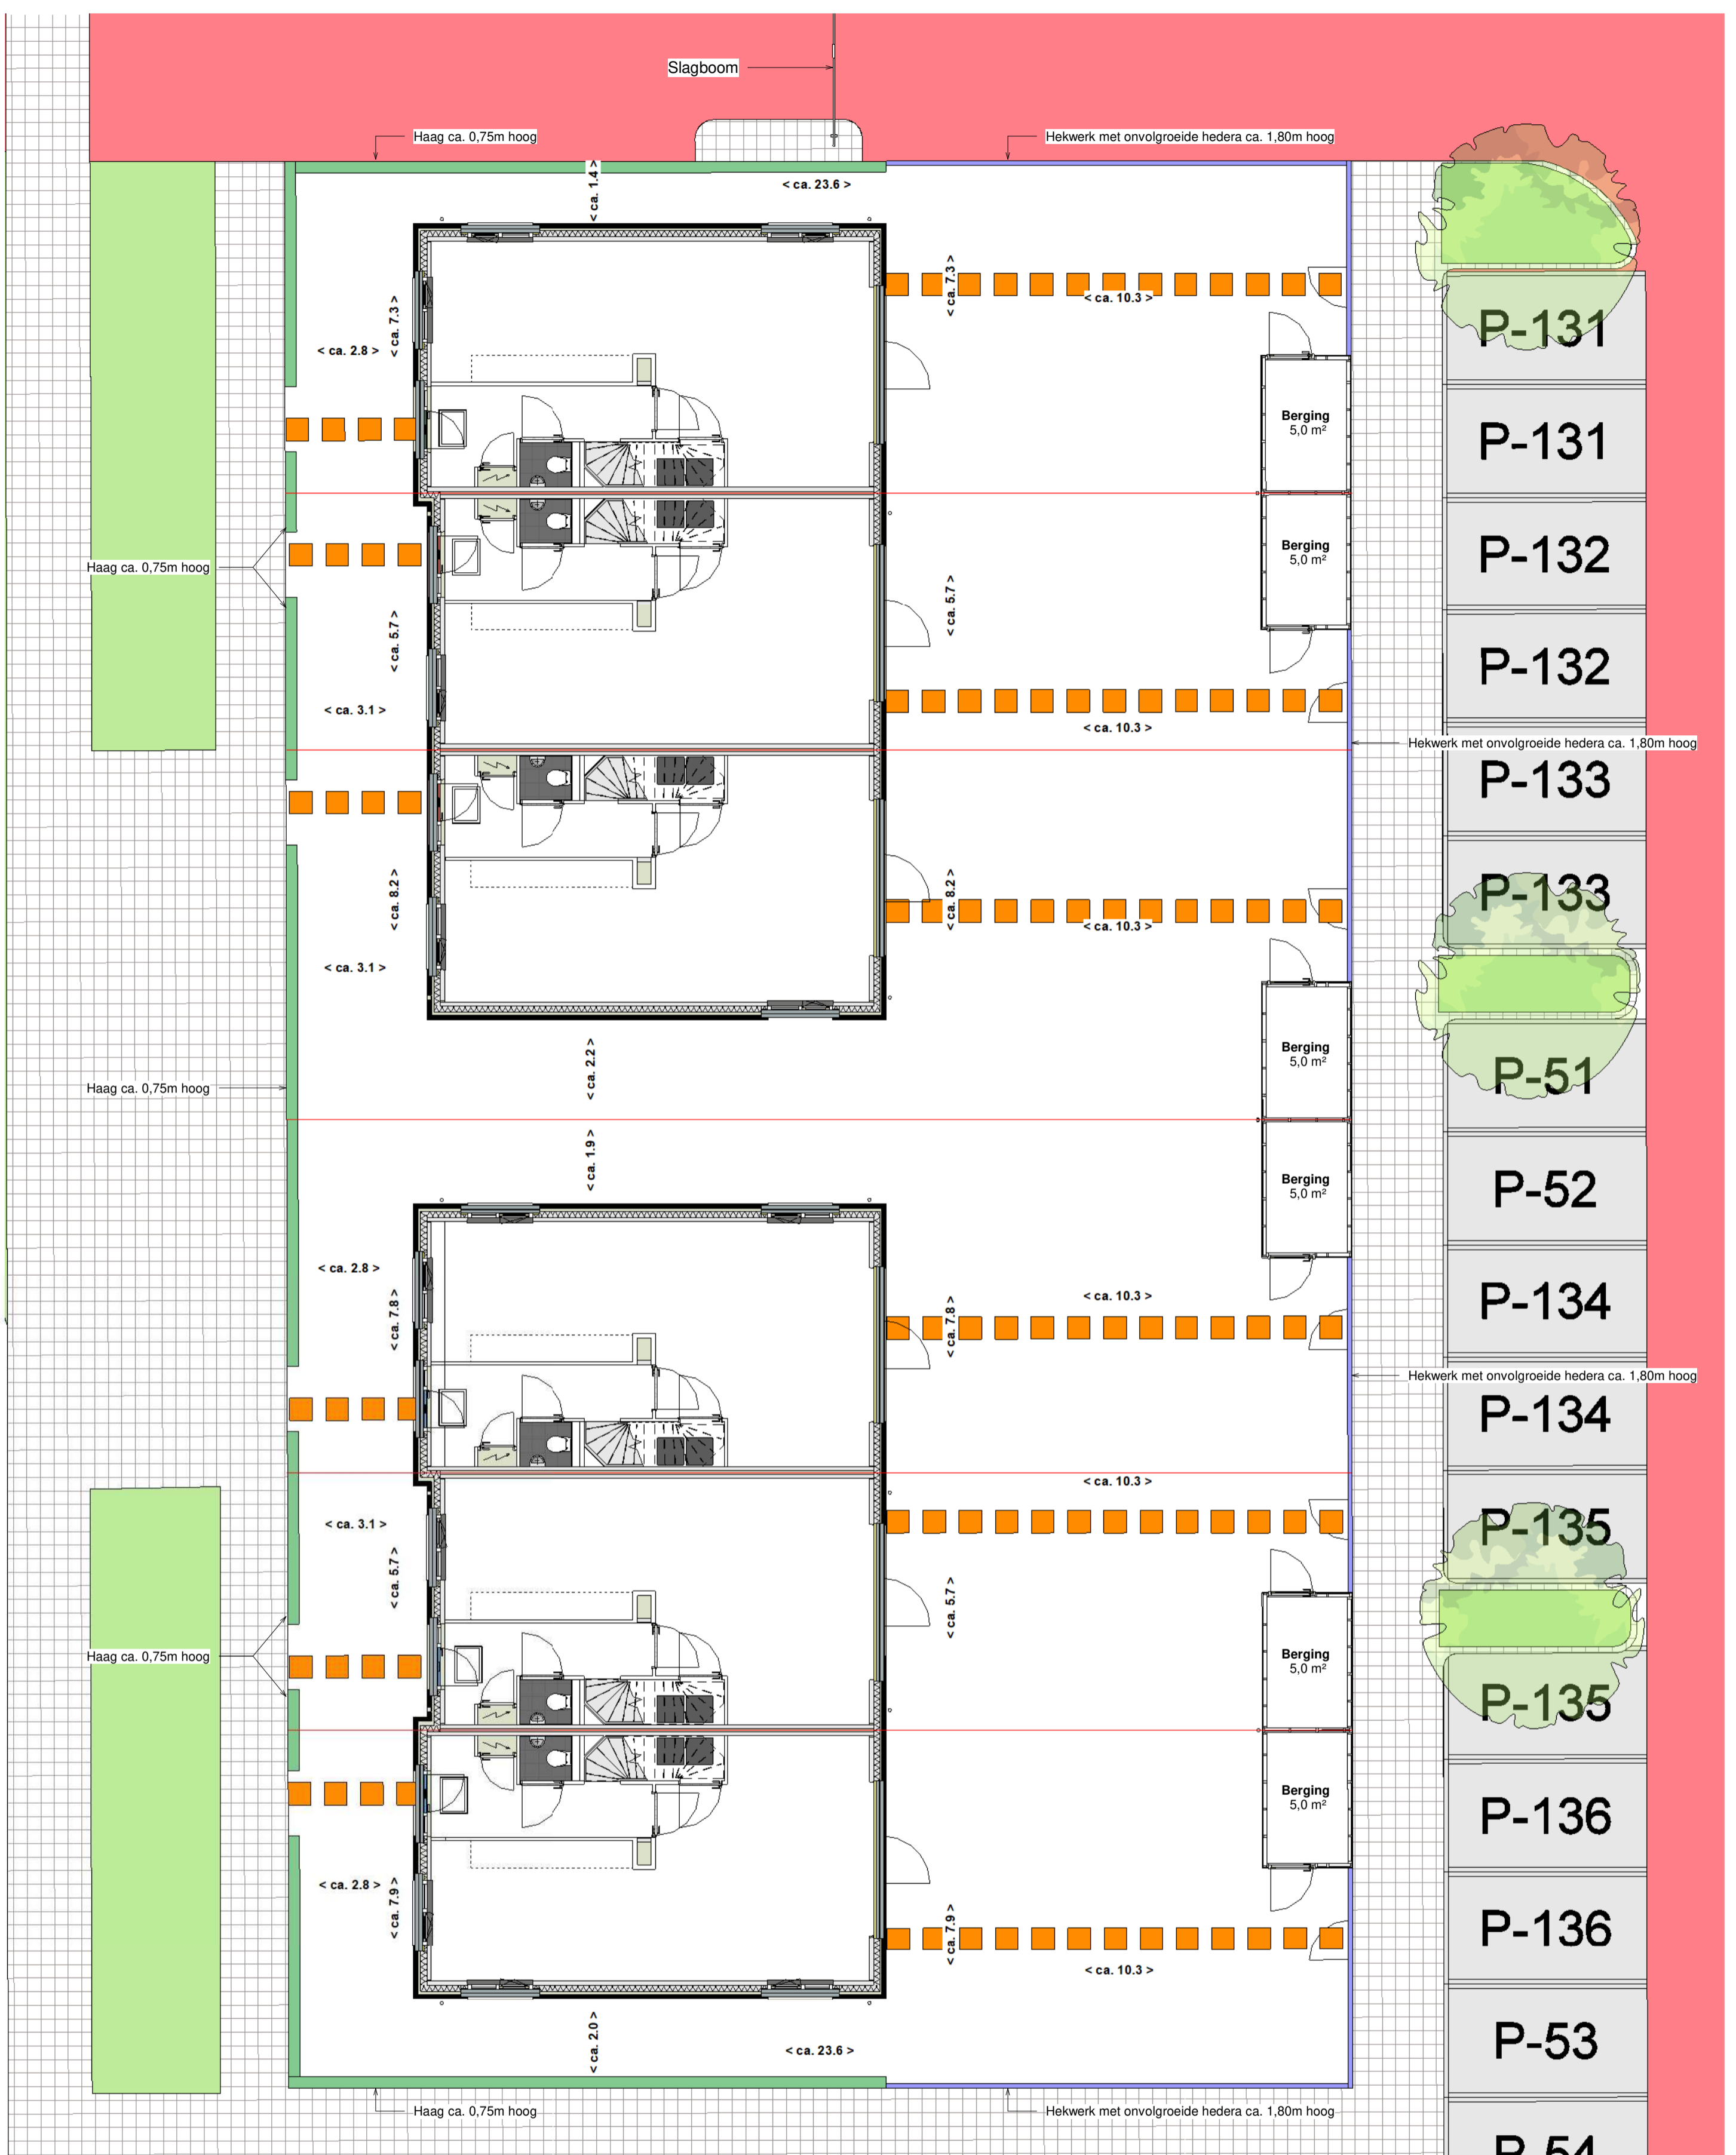 Slagboom
Haag ca. 0,75m hoog
Hekwerk met onvolgroeide hedera ca. 1,80m hoog
< ca. 1.4 >
< ca. 23.6 >
< ca. 7.3 >
< ca. 7.3 >
< ca. 10.3 >
P-131
< ca. 2.8 >
Berging
5,0 m²
P-131
Berging
5,0 m²
P-132
Haag ca. 0,75m hoog
< ca. 5.7 >
< ca. 5.7 >
P-132
< ca. 3.1 >
< ca. 10.3 >
Hekwerk met onvolgroeide hedera ca. 1,80m hoog
P-133
P-133
< ca. 8.2 >
< ca. 8.2 >
< ca. 10.3 >
< ca. 3.1 >
Berging
5,0 m²
P-51
Haag ca. 0,75m hoog
< ca. 2.2 >
< ca. 1.9 >
Berging
5,0 m²
P-52
< ca. 2.8 >
< ca. 7.8 >
< ca. 7.8 >
< ca. 10.3 >
P-134
Hekwerk met onvolgroeide hedera ca. 1,80m hoog
P-134
< ca. 10.3 >
< ca. 3.1 >
P-135
< ca. 5.7 >
< ca. 5.7 >
Haag ca. 0,75m hoog
Berging
5,0 m²
P-135
Berging
5,0 m²
P-136
< ca. 2.8 >
< ca. 7.9 >
< ca. 7.9 >
P-136
< ca. 10.3 >
< ca. 2.0 >
< ca. 23.6 >
P-53
Haag ca. 0,75m hoog
Hekwerk met onvolgroeide hedera ca. 1,80m hoog
P-54